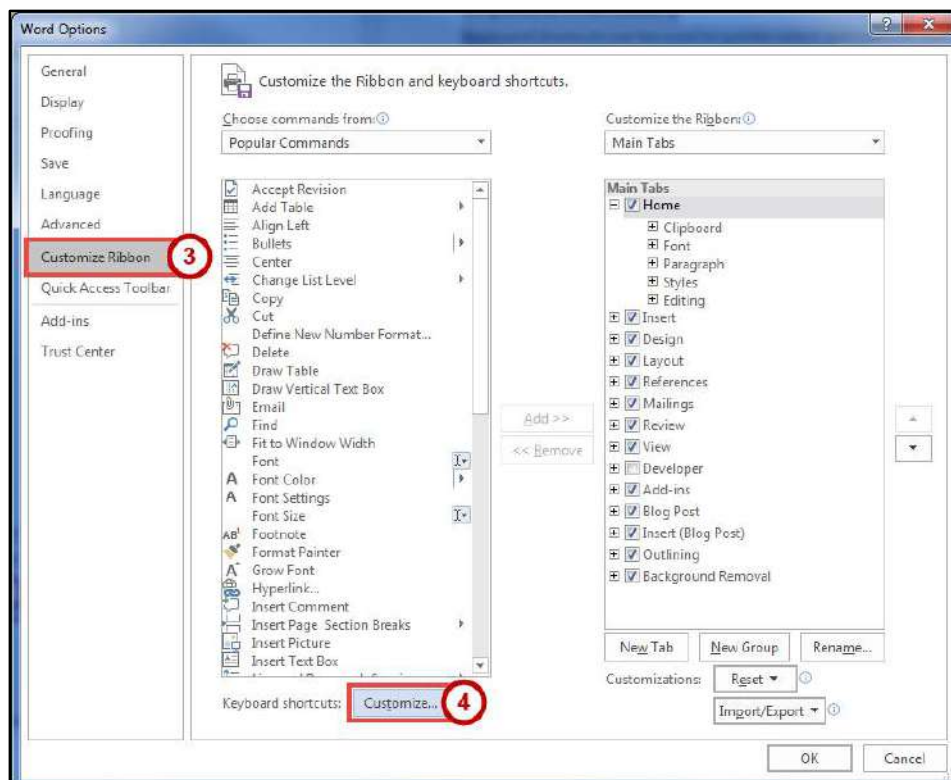 Word Options
General
Display
Proofing
Save
Language
Advanced
Customize Ribbon
3
Quick Access Toolbar
Add-ins
Trust Center
Customize the Ribbon and keyboard shortcuts.
Choose commands from:
Popular Commands
Accept Revision
Add Table
Align Left
Bullets
Center
Change List Level
Copy
Cut
Define New Number Format...
Delete
Draw Table
Draw Vertical Text Box
Email
Find
Fit to Window Width
Font
Font Color
Font Settings
Font Size
Footnote
Format Painter
Grow Font
Hyperlink...
Insert Comment
Insert Page Section Breaks
Insert Picture
Insert Text Box
Keyboard shortcuts: Customize...
4
Add >>
<< Remove
Customize the Ribbon:
Main Tabs
Main Tabs
Home
Clipboard
Font
Paragraph
Styles
Editing
Insert
Design
Layout
References
Mailings
Review
View
Developer
Add-ins
Blog Post
Insert (Blog Post)
Outlining
Background Removal
New Tab New Group Rename...
Customizations: Reset
Import/Export
OK Cancel